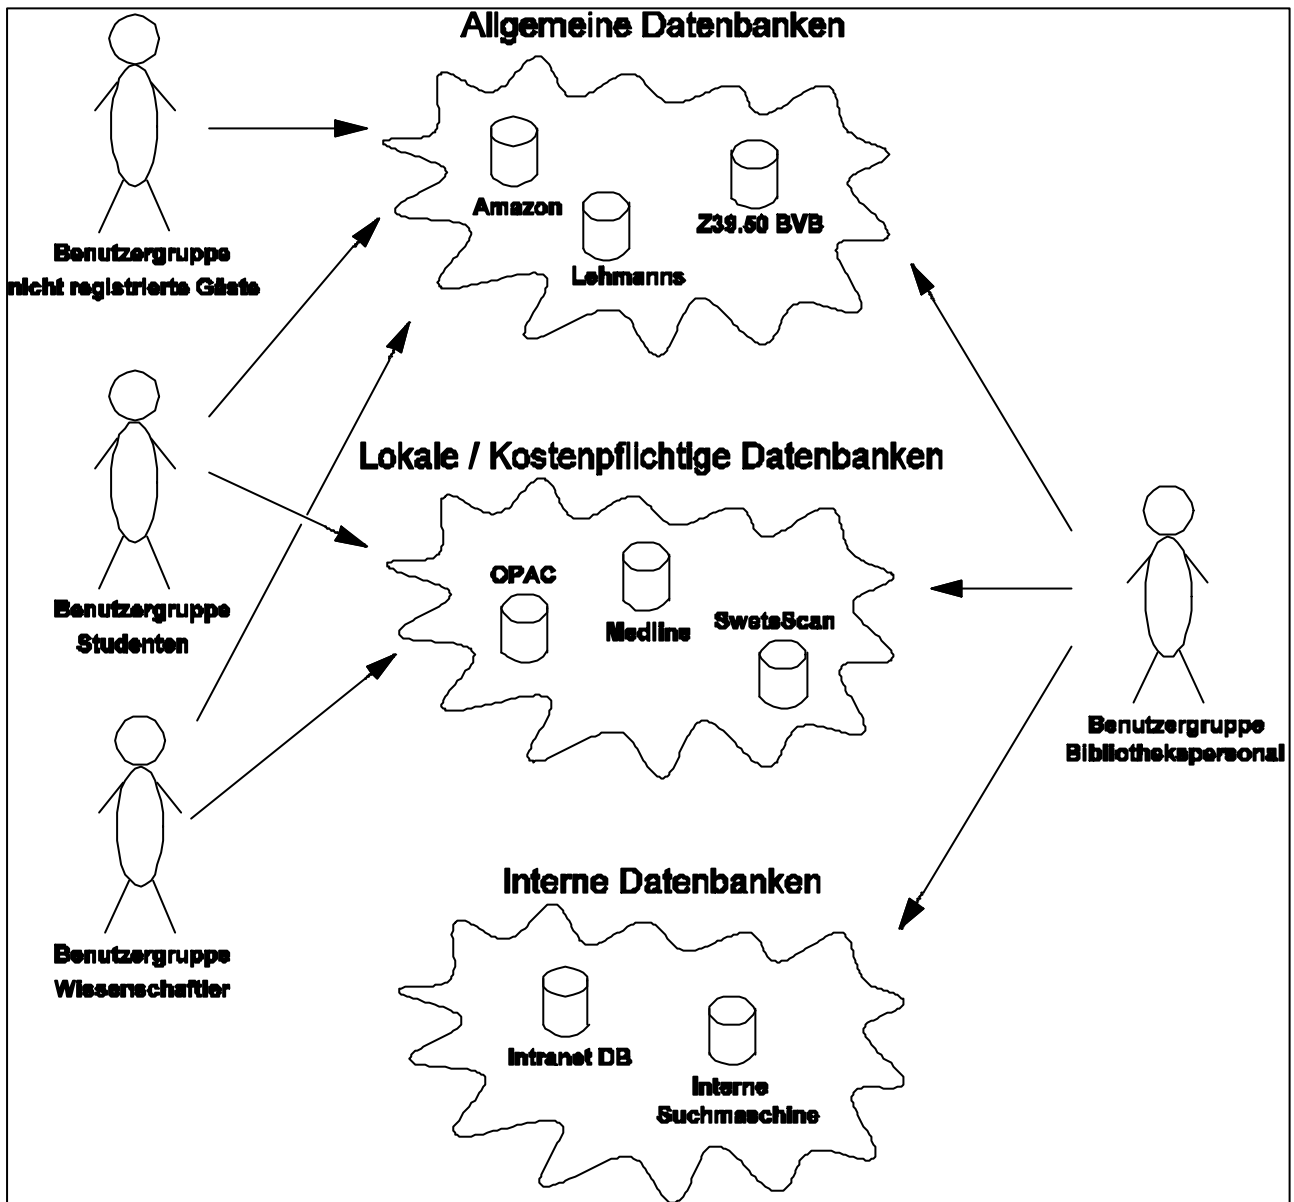 Allgemeine Datenbanken
Amazon
Z39.50 BVB
Lehmanns
Benutzergruppe
nicht registrierte Gäste
Lokale / Kostenpflichtige Datenbanken
OPAC
Medline
SwetsScan
Benutzergruppe
Studenten
Benutzergruppe
Bibliothekspersonal
Interne Datenbanken
Benutzergruppe
Wissenschaftler
Intranet DB
Interne
Suchmaschine